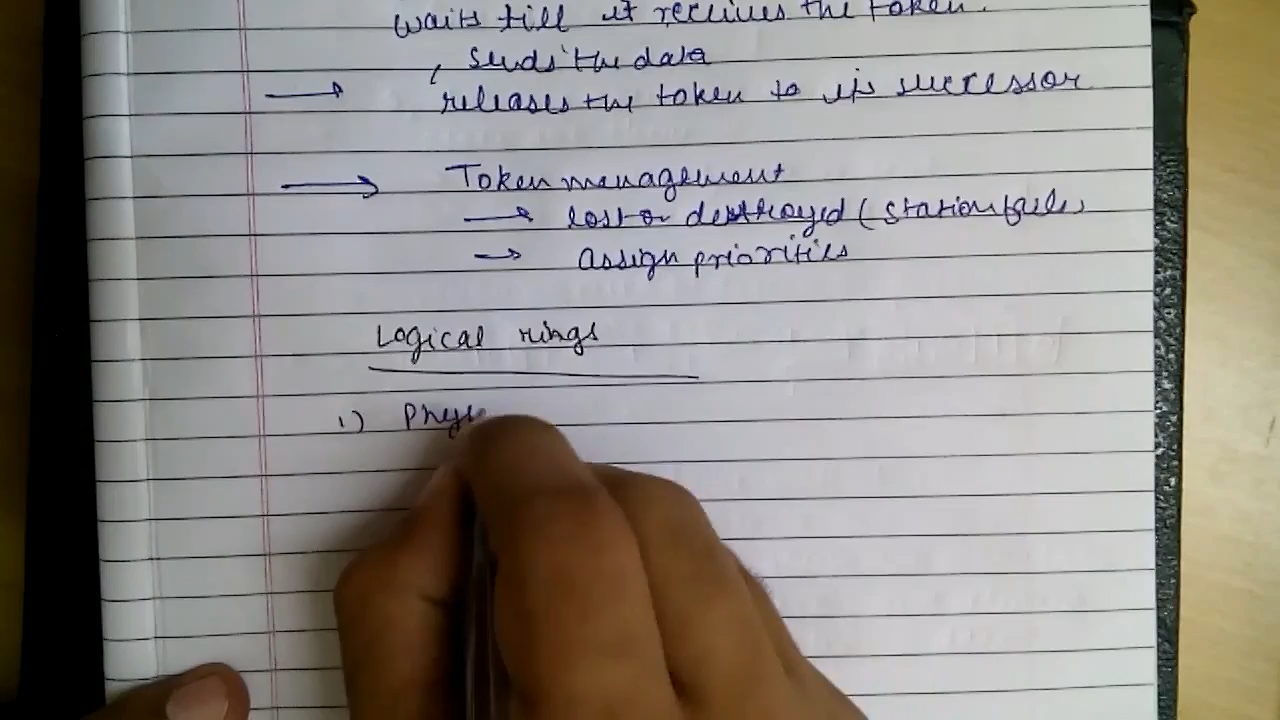 waits till it receives the token.
, sends the data
→ releases the token to its successor
→ Token management
→ lost or destroyed (station fails
→ assign priorities
Logical rings
1) Phys